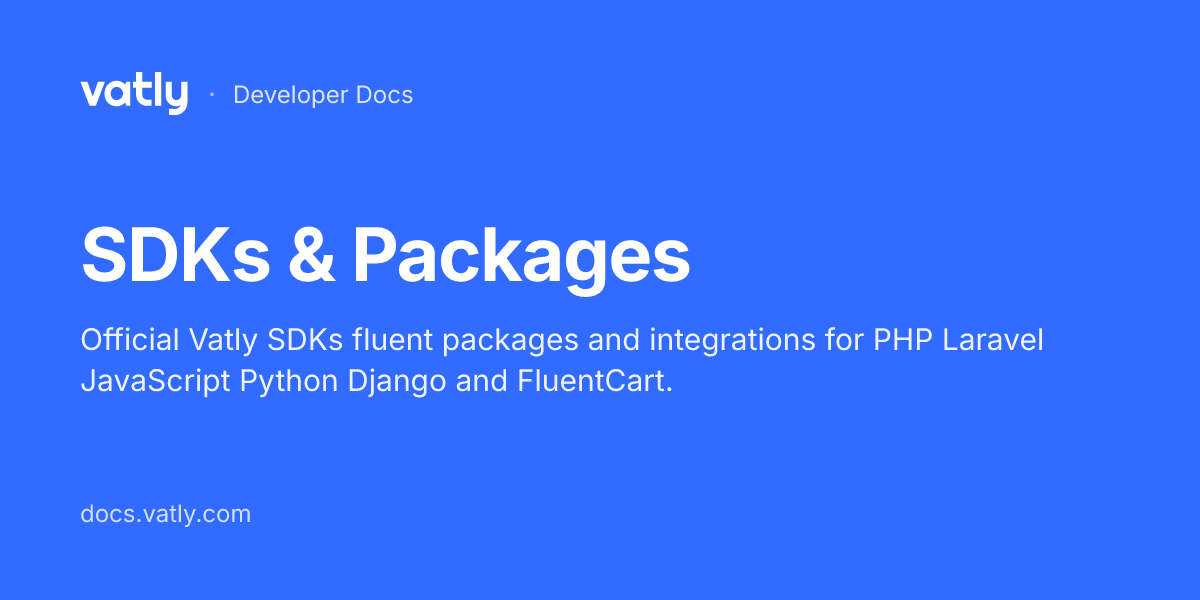 vatly · Developer Docs
SDKs & Packages
Official Vatly SDKs fluent packages and integrations for PHP Laravel
JavaScript Python Django and FluentCart.
docs.vatly.com